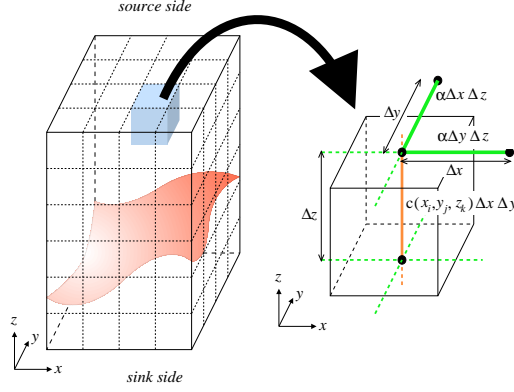 source side
Δy
αΔx Δz
αΔy Δz
Δx
c(x_i,y_j, z_k)Δx Δy
Δz
z
y
x
z
y
x
sink side